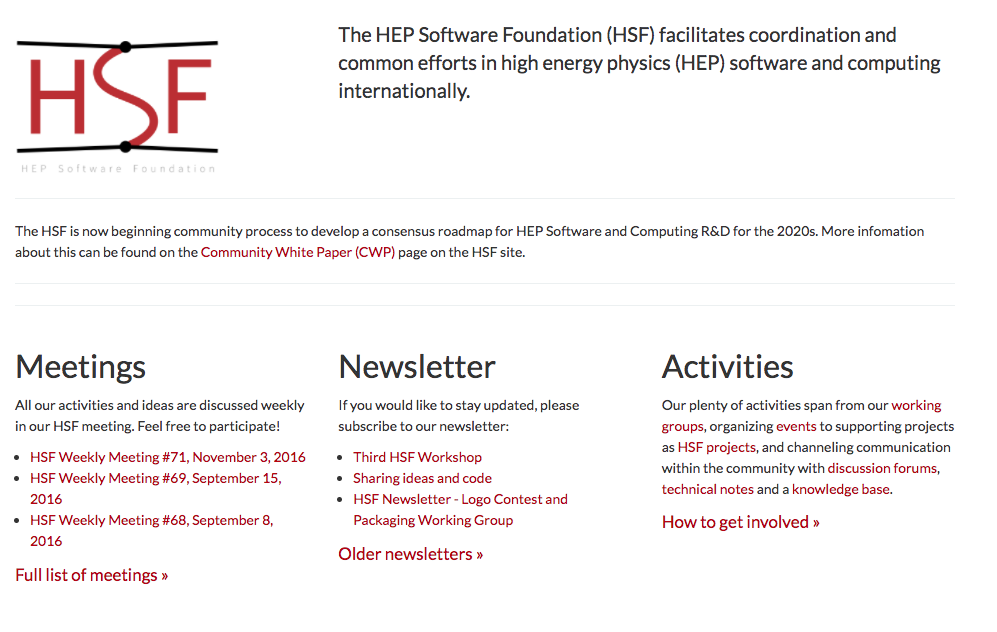 HSF
HEP Software Foundation
The HEP Software Foundation (HSF) facilitates coordination and
common efforts in high energy physics (HEP) software and computing
internationally.
The HSF is now beginning community process to develop a consensus roadmap for HEP Software and Computing R&D for the 2020s. More infomation
about this can be found on the Community White Paper (CWP) page on the HSF site.
Meetings
All our activities and ideas are discussed weekly
in our HSF meeting. Feel free to participate!
• HSF Weekly Meeting #71, November 3, 2016
• HSF Weekly Meeting #69, September 15,
2016
• HSF Weekly Meeting #68, September 8,
2016
Full list of meetings »
Newsletter
If you would like to stay updated, please
subscribe to our newsletter:
• Third HSF Workshop
• Sharing ideas and code
• HSF Newsletter - Logo Contest and
Packaging Working Group
Older newsletters »
Activities
Our plenty of activities span from our working
groups, organizing events to supporting projects
as HSF projects, and channeling communication
within the community with discussion forums,
technical notes and a knowledge base.
How to get involved »